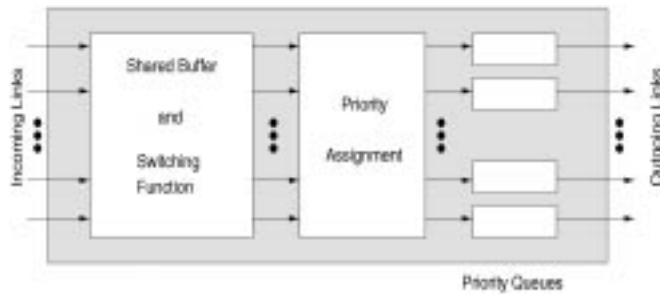 Incoming Links
Shared Buffer
and
Switching
Function
Priority
Assignment
Outgoing Links
Priority Queues